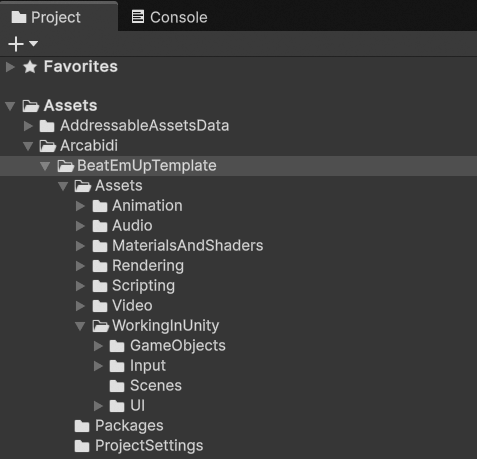 Project Console
Favorites
Assets
AddressableAssetsData
Arcabidi
BeatEmUpTemplate
Assets
Animation
Audio
MaterialsAndShaders
Rendering
Scripting
Video
WorkingInUnity
GameObjects
Input
Scenes
UI
Packages
ProjectSettings